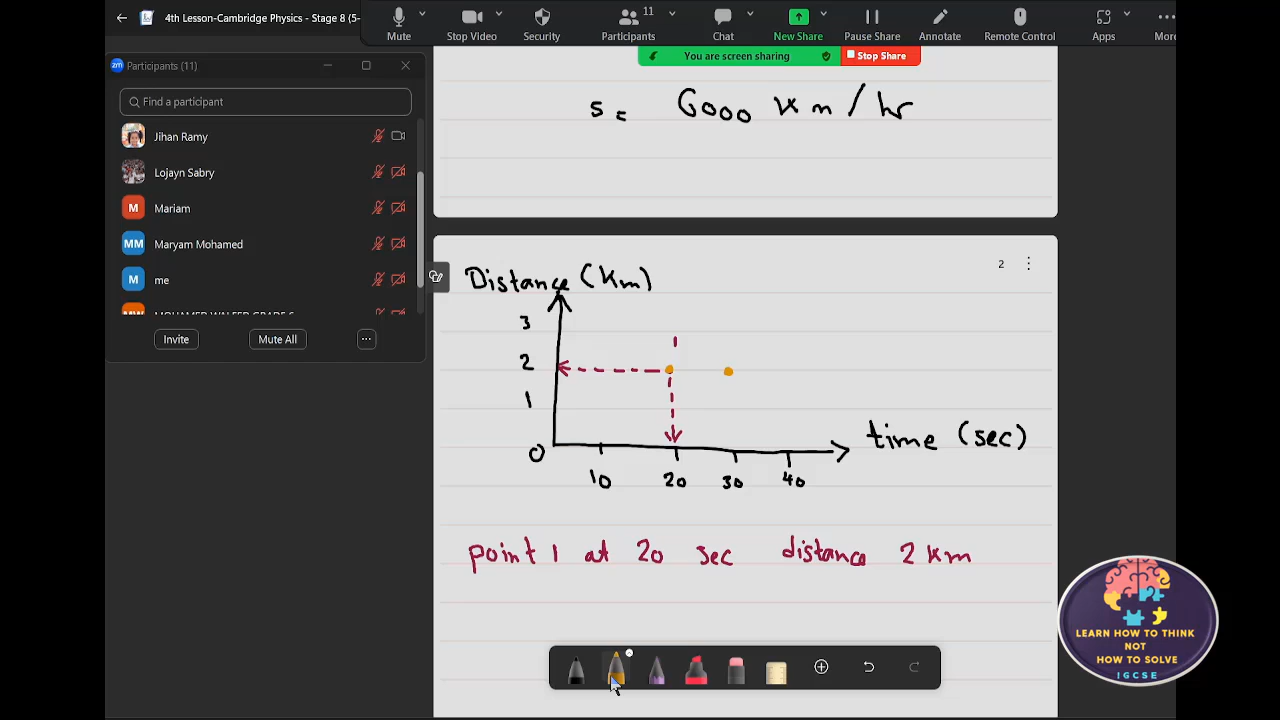 4th Lesson-Cambridge Physics - Stage 8 (5-
Mute
Stop Video
Security
11
Participants
Chat
New Share
Pause Share
Annotate
Remote Control
Apps
More
You are screen sharing
Stop Share
zm Participants (11)
Find a participant
Jihan Ramy
Lojayn Sabry
M Mariam
MM Maryam Mohamed
M me
Invite
Mute All
...
S = 6000 Km / hr
2
Distance (Km)
3
2
1
0
10 20 30 40
time (sec)
point 1 at 20 sec distance 2 Km
LEARN HOW TO THINK
NOT
HOW TO SOLVE
!GCSE